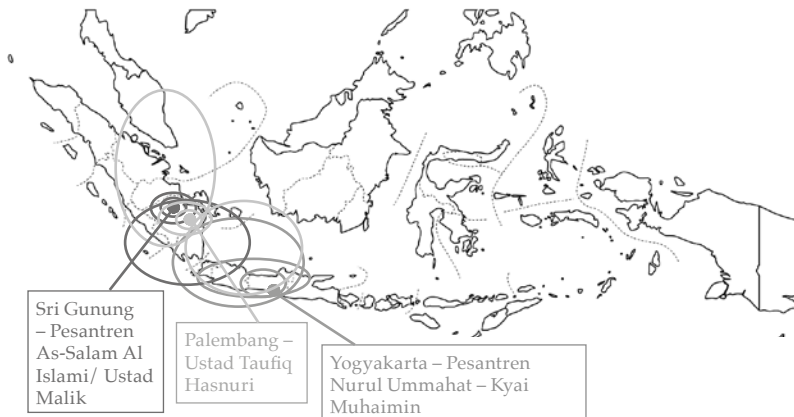 Sri Gunung
– Pesantren
As-Salam Al
Islami/ Ustad
Malik
Palembang –
Ustad Taufiq
Hasnuri
Yogyakarta – Pesantren
Nurul Ummahat – Kyai
Muhaimin